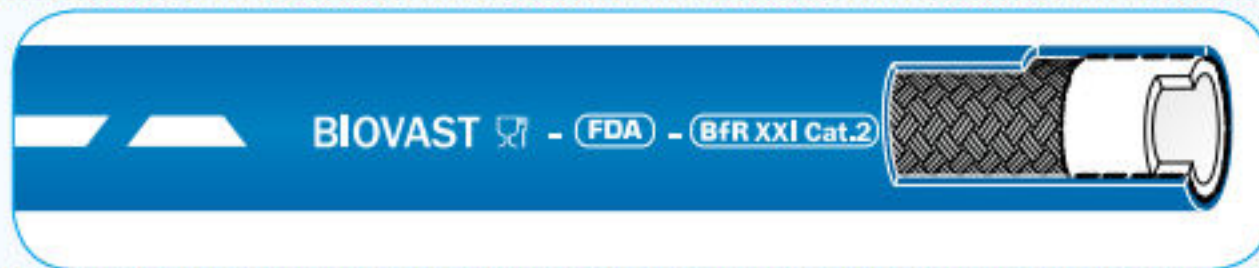 BIOVAST - FDA - BfR XXI Cat.2